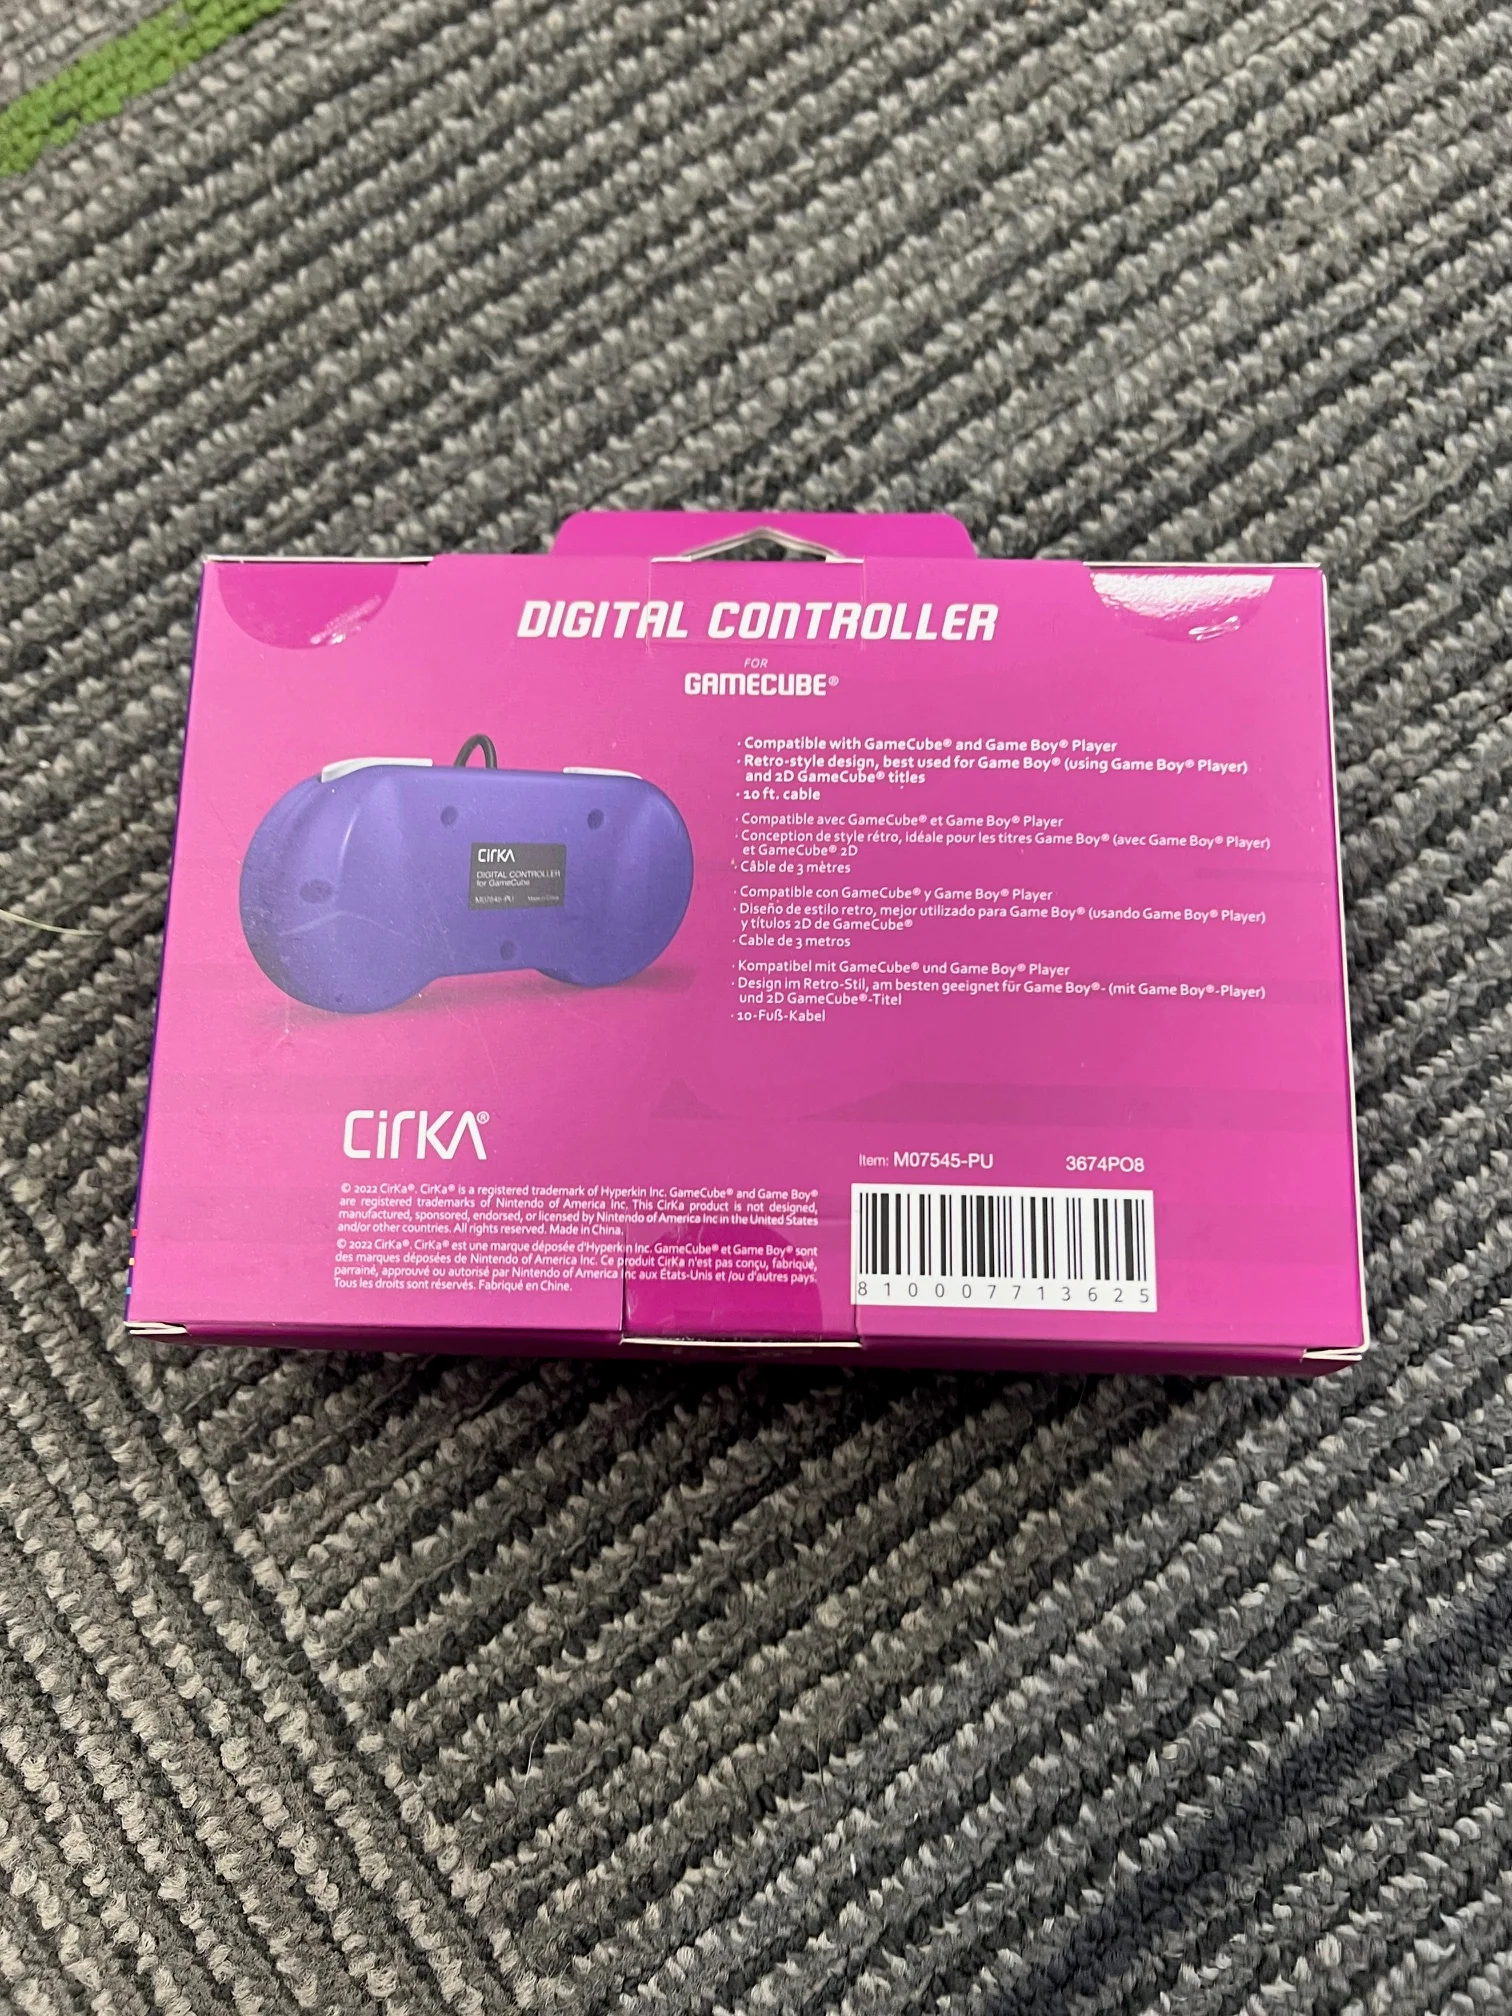 DIGITAL CONTROLLER
FOR
GAMECUBE®
· Compatible with GameCube® and Game Boy® Player
· Retro-style design, best used for Game Boy® (using Game Boy® Player)
and 2D GameCube® titles
· 10 ft. cable
· Compatible avec GameCube® et Game Boy® Player
· Conception de style rétro, idéale pour les titres Game Boy® (avec Game Boy® Player)
et GameCube® 2D
· Câble de 3 mètres
· Compatible con GameCube® y Game Boy® Player
· Diseño de estilo retro, mejor utilizado para Game Boy® (usando Game Boy® Player)
y títulos 2D de GameCube®
· Cable de 3 metros
· Kompatibel mit GameCube® und Game Boy® Player
· Design im Retro-Stil, am besten geeignet für Game Boy®- (mit Game Boy®-Player)
und 2D GameCube®-Titel
· 10-Fuß-Kabel
CirKA
DIGITAL CONTROLLER
for GameCube
M07545-PU Made in China
CirKA®
© 2022 CirKa®. CirKa® is a registered trademark of Hyperkin Inc. GameCube® and Game Boy®
are registered trademarks of Nintendo of America Inc. This CirKa product is not designed,
manufactured, sponsored, endorsed, or licensed by Nintendo of America Inc in the United States
and/or other countries. All rights reserved. Made in China.
© 2022 CirKa®. CirKa® est une marque déposée d'Hyperkin Inc. GameCube® et Game Boy® sont
des marques déposées de Nintendo of America Inc. Ce produit CirKa n'est pas conçu, fabriqué,
parrainé, approuvé ou autorisé par Nintendo of America Inc aux États-Unis et /ou d'autres pays.
Tous les droits sont réservés. Fabriqué en Chine.
Item: M07545-PU 3674PO8
810007713625